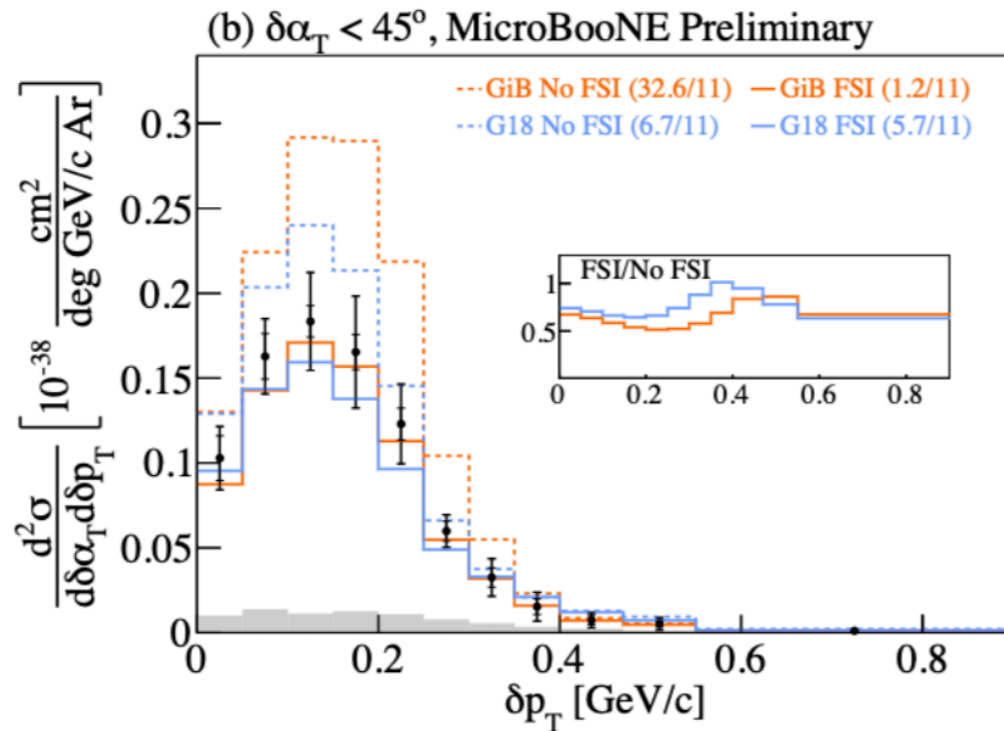 (b) δα_T < 45°, MicroBooNE Preliminary
GiB No FSI (32.6/11) GiB FSI (1.2/11)
G18 No FSI (6.7/11) G18 FSI (5.7/11)
d²σ/dδα_T dδp_T [10⁻³⁸ cm²/deg GeV/c Ar]
0.3
0.25
0.2
0.15
0.1
0.05
0
FSI/No FSI
1
0.5
0 0.2 0.4 0.6 0.8
0 0.2 0.4 0.6 0.8
δp_T [GeV/c]